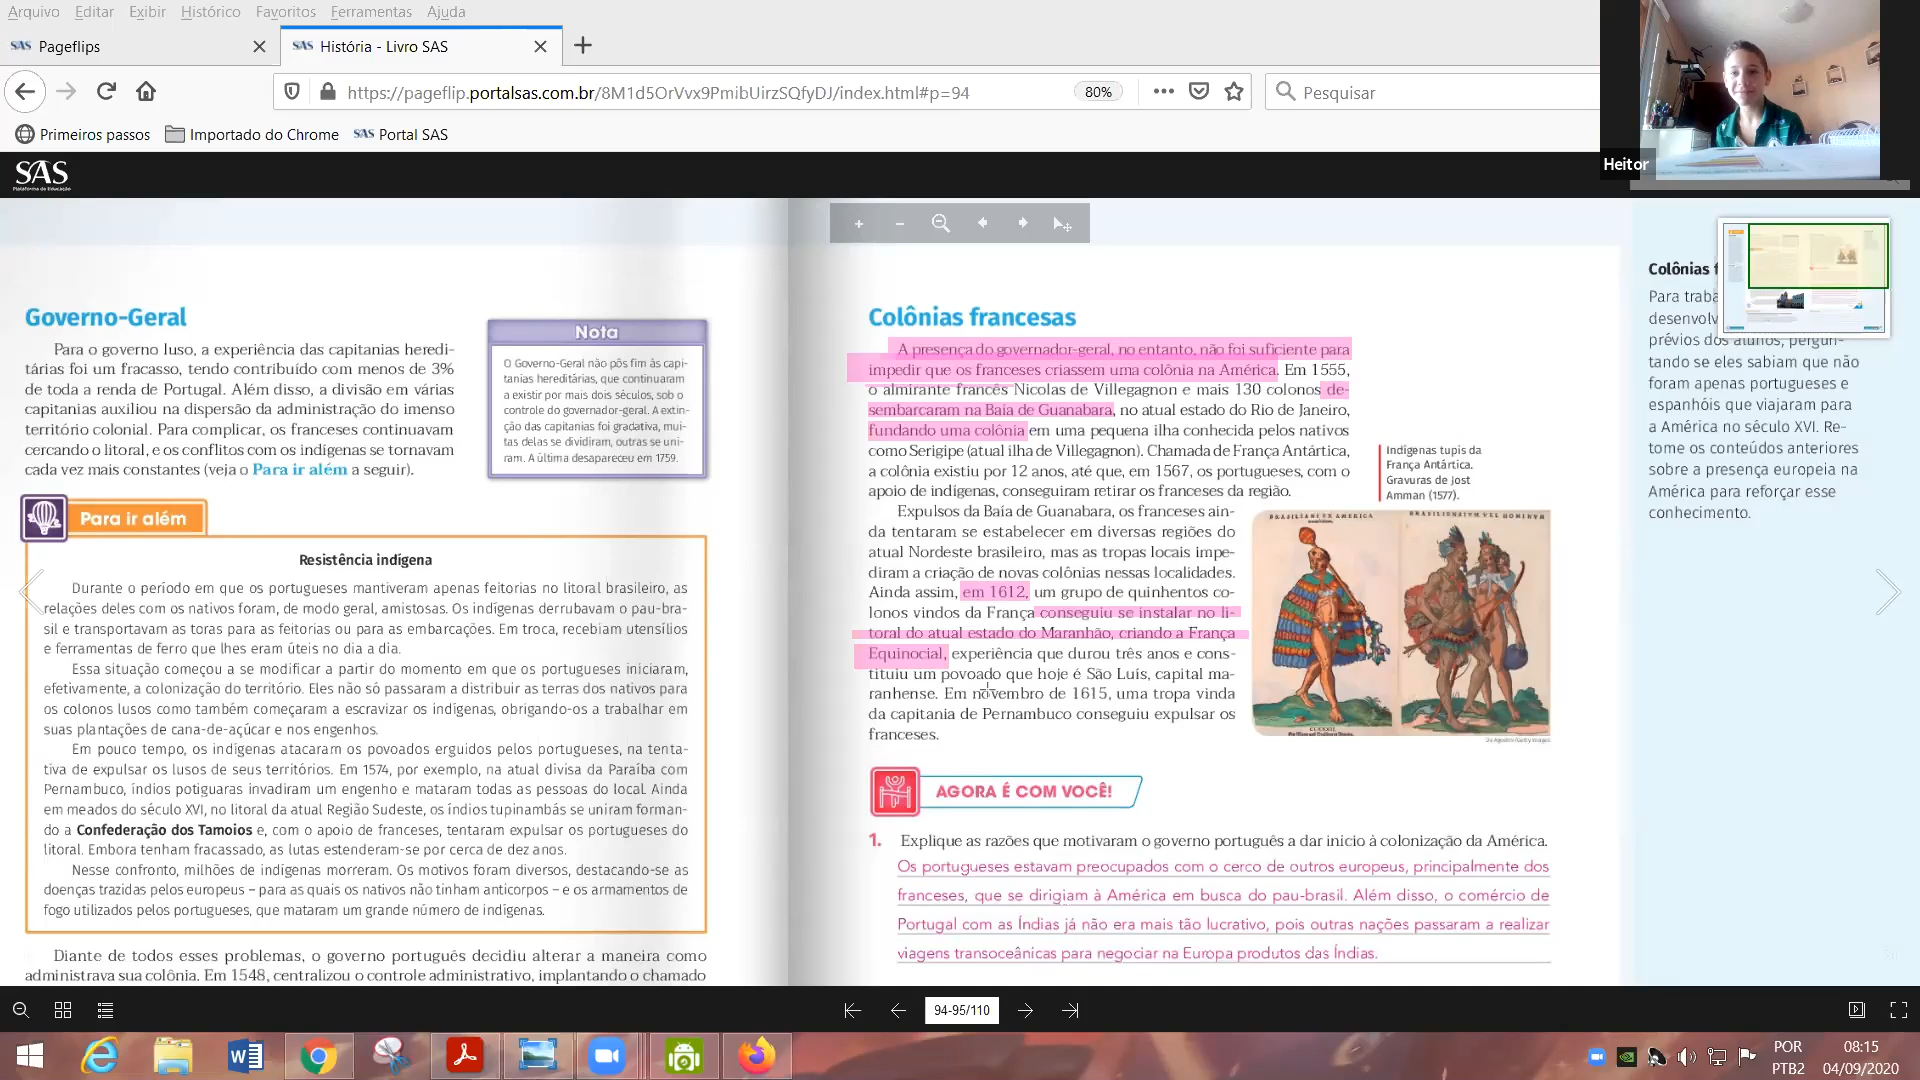 Arquivo Editar Exibir Histórico Favoritos Ferramentas Ajuda
SAS Pageflips
SAS História - Livro SAS
https://pageflip.portalsas.com.br/8M1d5OrVvx9PmibUirzSQfyDJ/index.html#p=94
80%
Pesquisar
Primeiros passos Importado do Chrome SAS Portal SAS
Heitor
SAS
Plataforma de Educação
Governo-Geral
Para o governo luso, a experiência das capitanias heredi-
tárias foi um fracasso, tendo contribuído com menos de 3%
de toda a renda de Portugal. Além disso, a divisão em várias
capitanias auxiliou na dispersão da administração do imenso
território colonial. Para complicar, os franceses continuavam
cercando o litoral, e os conflitos com os indígenas se tornavam
cada vez mais constantes (veja o Para ir além a seguir).
Nota
O Governo-Geral não pôs fim às capi-
tanias hereditárias, que continuaram
a existir por mais dois séculos, sob o
controle do governador-geral. A extin-
ção das capitanias foi gradativa, mui-
tas delas se dividiram, outras se uni-
ram. A última desapareceu em 1759.
Para ir além
Resistência indígena
Durante o período em que os portugueses mantiveram apenas feitorias no litoral brasileiro, as
relações deles com os nativos foram, de modo geral, amistosas. Os indígenas derrubavam o pau-bra-
sil e transportavam as toras para as feitorias ou para as embarcações. Em troca, recebiam utensílios
e ferramentas de ferro que lhes eram úteis no dia a dia.
Essa situação começou a se modificar a partir do momento em que os portugueses iniciaram,
efetivamente, a colonização do território. Eles não só passaram a distribuir as terras dos nativos para
os colonos lusos como também começaram a escravizar os indígenas, obrigando-os a trabalhar em
suas plantações de cana-de-açúcar e nos engenhos.
Em pouco tempo, os indígenas atacaram os povoados erguidos pelos portugueses, na tenta-
tiva de expulsar os lusos de seus territórios. Em 1574, por exemplo, na atual divisa da Paraíba com
Pernambuco, índios potiguaras invadiram um engenho e mataram todas as pessoas do local. Ainda
em meados do século XVI, no litoral da atual Região Sudeste, os índios tupinambás se uniram forman-
do a Confederação dos Tamoios e, com o apoio de franceses, tentaram expulsar os portugueses do
litoral. Embora tenham fracassado, as lutas estenderam-se por cerca de dez anos.
Nesse confronto, milhões de indígenas morreram. Os motivos foram diversos, destacando-se as
doenças trazidas pelos europeus – para as quais os nativos não tinham anticorpos – e os armamentos de
fogo utilizados pelos portugueses, que mataram um grande número de indígenas.
Diante de todos esses problemas, o governo português decidiu alterar a maneira como
administrava sua colônia. Em 1548, centralizou o controle administrativo, implantando o chamado
Colônias francesas
A presença do governador-geral, no entanto, não foi suficiente para
impedir que os franceses criassem uma colônia na América. Em 1555,
o almirante francês Nicolas de Villegagnon e mais 130 colonos de-
sembarcaram na Baía de Guanabara, no atual estado do Rio de Janeiro,
fundando uma colônia em uma pequena ilha conhecida pelos nativos
como Serigipe (atual ilha de Villegagnon). Chamada de França Antártica,
a colônia existiu por 12 anos, até que, em 1567, os portugueses, com o
apoio de indígenas, conseguiram retirar os franceses da região.
Expulsos da Baía de Guanabara, os franceses ain-
da tentaram se estabelecer em diversas regiões do
atual Nordeste brasileiro, mas as tropas locais impe-
diram a criação de novas colônias nessas localidades.
Ainda assim, em 1612, um grupo de quinhentos co-
lonos vindos da França conseguiu se instalar no li-
toral do atual estado do Maranhão, criando a França
Equinocial, experiência que durou três anos e cons-
tituiu um povoado que hoje é São Luís, capital ma-
ranhense. Em novembro de 1615, uma tropa vinda
da capitania de Pernambuco conseguiu expulsar os
franceses.
Indígenas tupis da
França Antártica.
Gravuras de Jost
Amman (1577).
AGORA É COM VOCÊ!
1. Explique as razões que motivaram o governo português a dar início à colonização da América.
Os portugueses estavam preocupados com o cerco de outros europeus, principalmente dos
franceses, que se dirigiam à América em busca do pau-brasil. Além disso, o comércio de
Portugal com as Índias já não era mais tão lucrativo, pois outras nações passaram a realizar
viagens transoceânicas para negociar na Europa produtos das Índias.
Colônias
Para
prévios dos alunos, pergun-
tando se eles sabiam que não
foram apenas portugueses e
espanhóis que viajaram para
a América no século XVI. Re-
tome os conteúdos anteriores
sobre a presença europeia na
América para reforçar esse
conhecimento.
94-95/110
POR
PTB2
08:15
04/09/2020